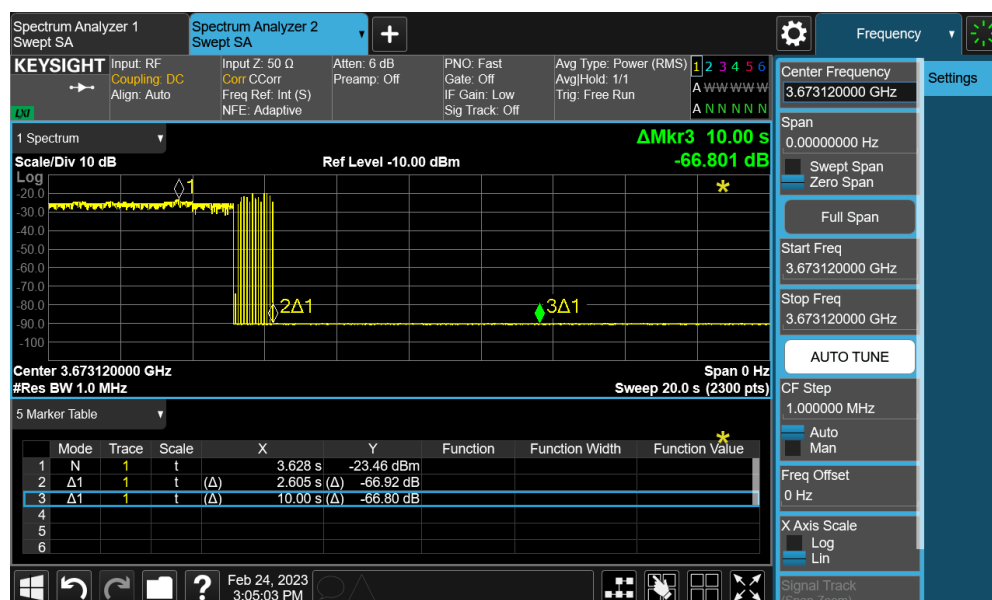 Spectrum Analyzer 1
Swept SA
Spectrum Analyzer 2
Swept SA
▼
+
Frequency ▼
KEYSIGHT
LXI
Input: RF
Coupling: DC
Align: Auto
Input Z: 50 Ω
Corr CCorr
Freq Ref: Int (S)
NFE: Adaptive
Atten: 6 dB
Preamp: Off
PNO: Fast
Gate: Off
IF Gain: Low
Sig Track: Off
Avg Type: Power (RMS)
Avg|Hold: 1/1
Trig: Free Run
1 2 3 4 5 6
A W W W W W
A N N N N N
1 Spectrum ▼
Scale/Div 10 dB
Ref Level -10.00 dBm
ΔMkr3 10.00 s
-66.801 dB
Log
-20.0
-30.0
-40.0
-50.0
-60.0
-70.0
-80.0
-90.0
-100
1
2Δ1
3Δ1
*
Center 3.673120000 GHz
#Res BW 1.0 MHz
Span 0 Hz
Sweep 20.0 s (2300 pts)
5 Marker Table ▼
*
Mode Trace Scale X Y Function Function Width Function Value
1 N 1 t 3.628 s -23.46 dBm
2 Δ1 1 t (Δ) 2.605 s (Δ) -66.92 dB
3 Δ1 1 t (Δ) 10.00 s (Δ) -66.80 dB
4
5
6
?
Feb 24, 2023
3:05:03 PM
Center Frequency
3.673120000 GHz
Span
0.00000000 Hz
Swept Span
Zero Span
Full Span
Start Freq
3.673120000 GHz
Stop Freq
3.673120000 GHz
AUTO TUNE
CF Step
1.000000 MHz
Auto
Man
Freq Offset
0 Hz
X Axis Scale
Log
Lin
Signal Track
(Span Zoom)
Settings